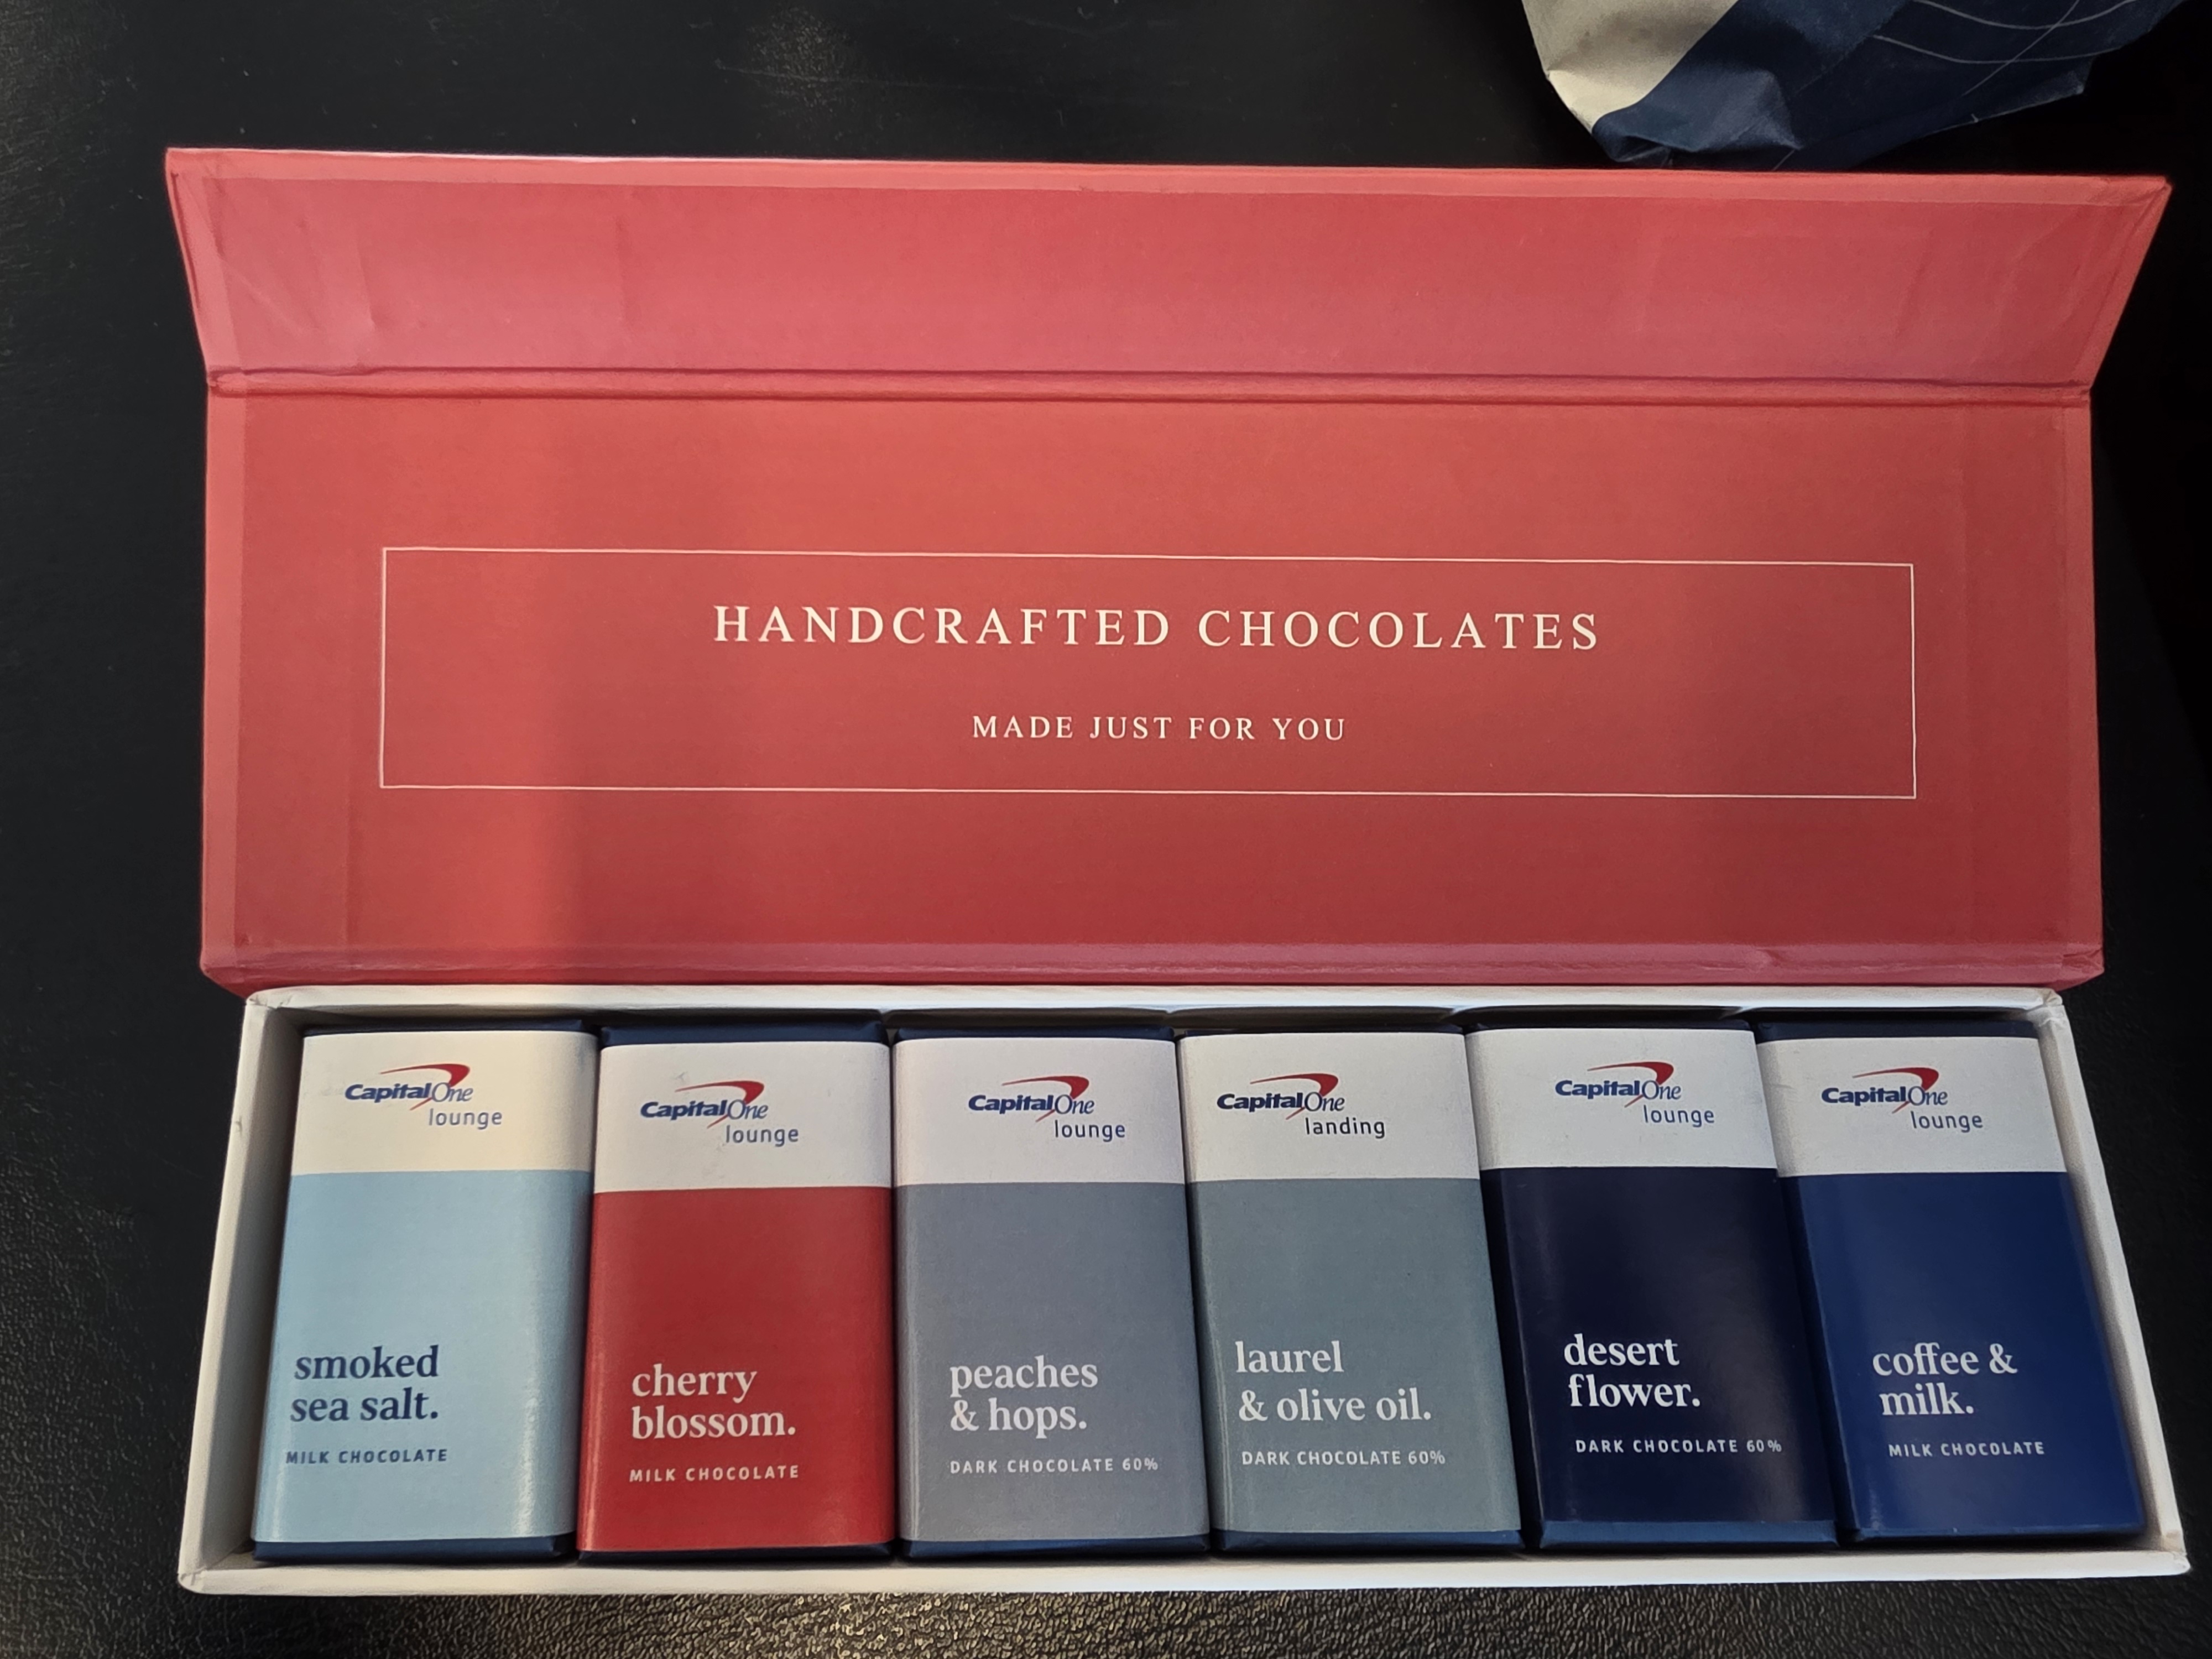 HANDCRAFTED CHOCOLATES
MADE JUST FOR YOU
CapitalOne
lounge
smoked
sea salt.
MILK CHOCOLATE
CapitalOne
lounge
cherry
blossom.
MILK CHOCOLATE
CapitalOne
lounge
peaches
& hops.
DARK CHOCOLATE 60%
CapitalOne
landing
laurel
& olive oil.
DARK CHOCOLATE 60%
CapitalOne
lounge
desert
flower.
DARK CHOCOLATE 60%
CapitalOne
lounge
coffee &
milk.
MILK CHOCOLATE